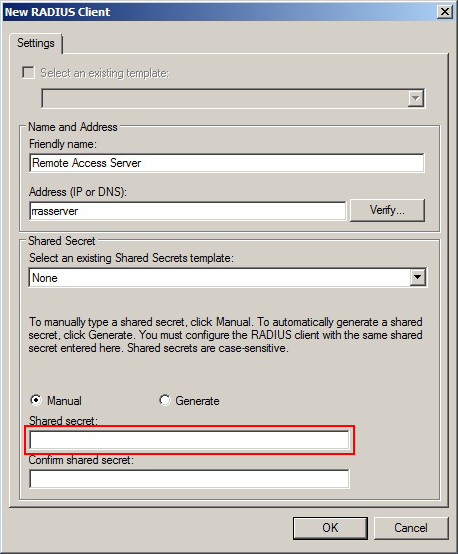 New RADIUS Client
Settings
Select an existing template:
Name and Address
Friendly name:
Remote Access Server
Address (IP or DNS):
rrasserver
Verify...
Shared Secret
Select an existing Shared Secrets template:
None
To manually type a shared secret, click Manual. To automatically generate a shared
secret, click Generate. You must configure the RADIUS client with the same shared
secret entered here. Shared secrets are case-sensitive.
Manual
Generate
Shared secret:
Confirm shared secret:
OK
Cancel